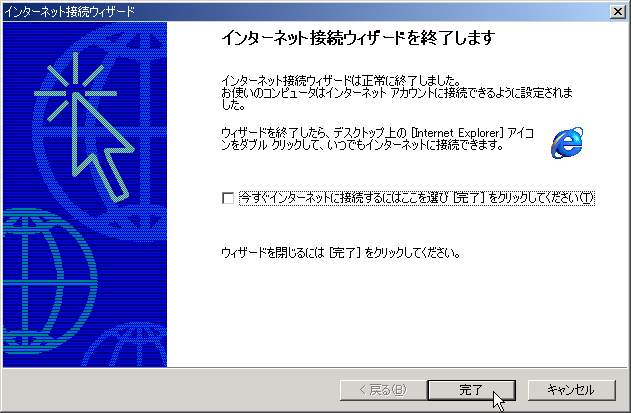 インターネット接続ウィザード
インターネット接続ウィザードを終了します
インターネット接続ウィザードは正常に終了しました。
お使いのコンピュータはインターネット アカウントに接続できるように設定されま
した。
ウィザードを終了したら、デスクトップ上の [Internet Explorer] アイコ
ンをダブル クリックして、いつでもインターネットに接続できます。
今すぐインターネットに接続するにはここを選び [完了] をクリックしてください(I)
ウィザードを閉じるには [完了] をクリックしてください。
< 戻る(B)
完了
キャンセル